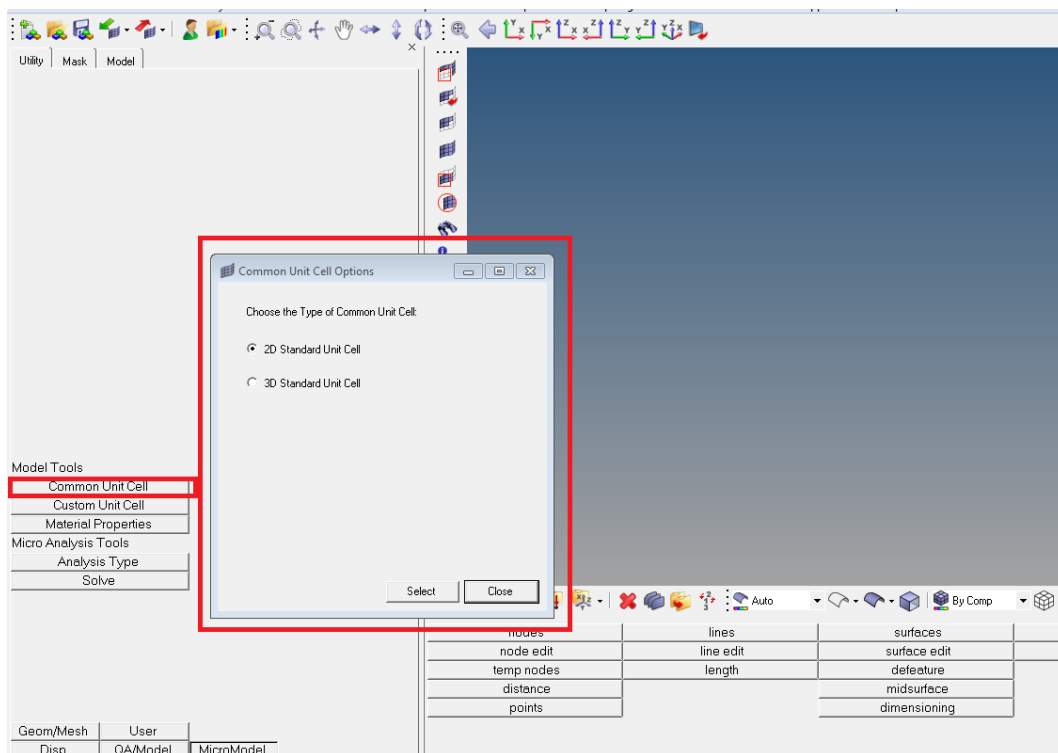 Utility Mask Model
Common Unit Cell Options
Choose the Type of Common Unit Cell:
2D Standard Unit Cell
3D Standard Unit Cell
Select Close
Model Tools
Common Unit Cell
Custom Unit Cell
Material Properties
Micro Analysis Tools
Analysis Type
Solve
Auto By Comp
nodes lines surfaces
node edit line edit surface edit
temp nodes length defeature
distance midsurface
points dimensioning
Geom/Mesh User
Disp QA/Model MicroModel